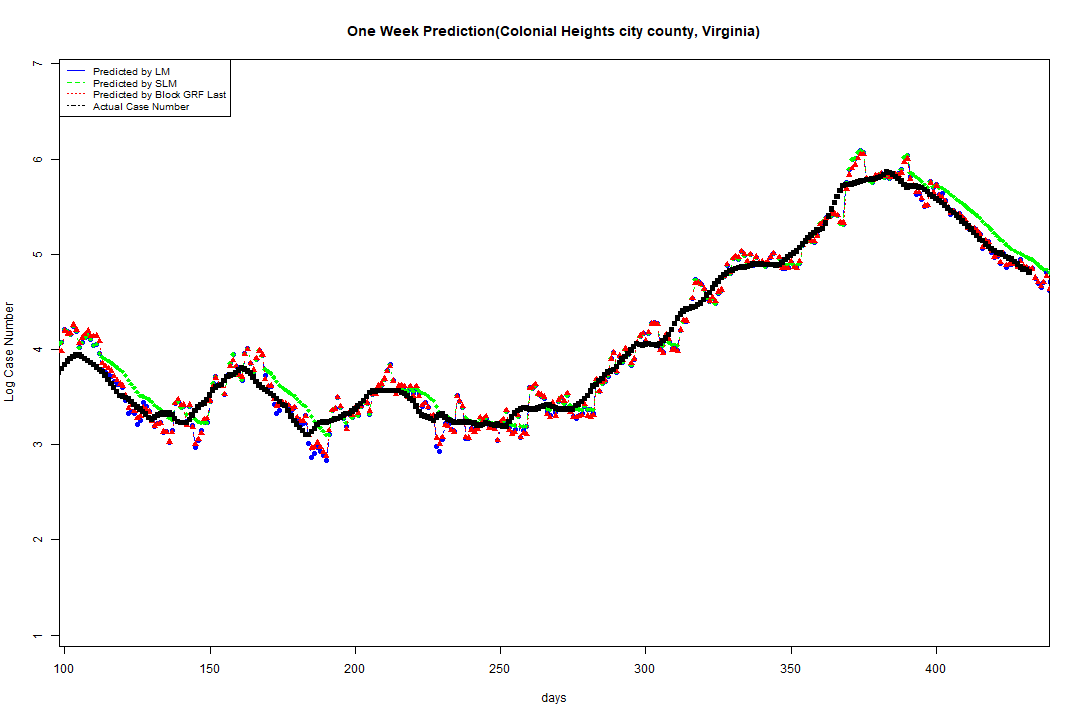 One Week Prediction(Colonial Heights city county, Virginia)
Predicted by LM
Predicted by SLM
Predicted by Block GRF Last
Actual Case Number
7
6
5
4
3
2
1
Log Case Number
100 150 200 250 300 350 400
days